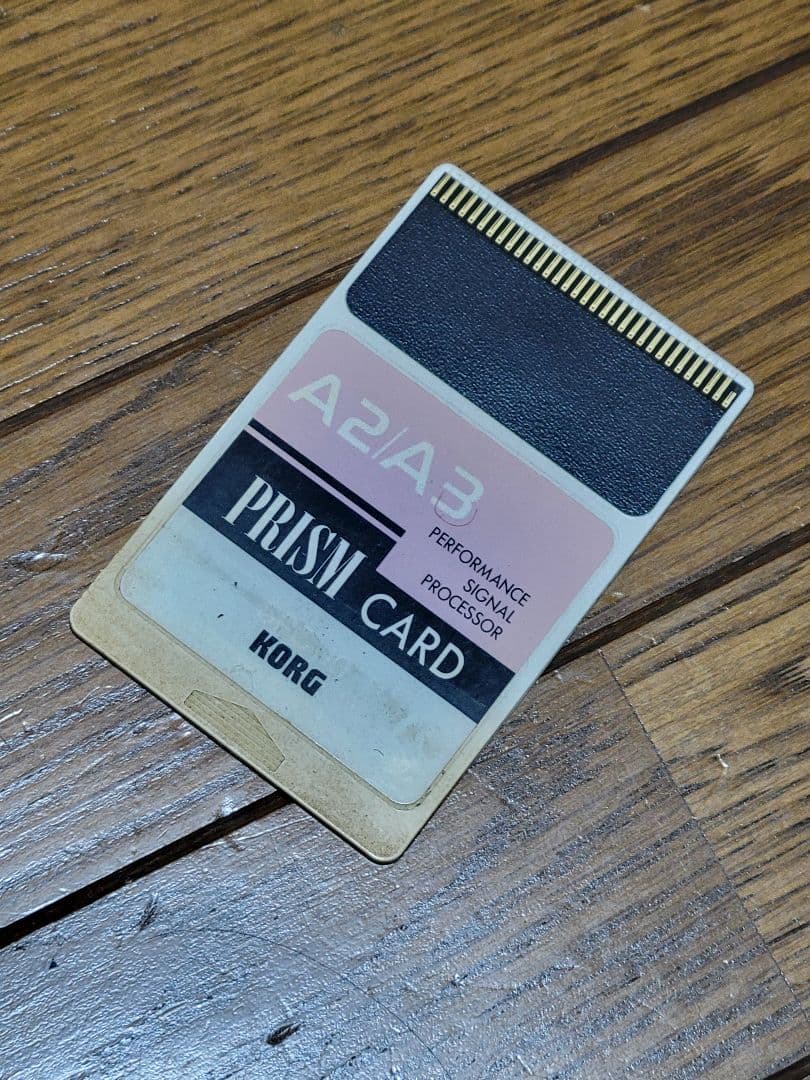 A2/A3
PERFORMANCE
SIGNAL
PROCESSOR
PRISM CARD
KORG